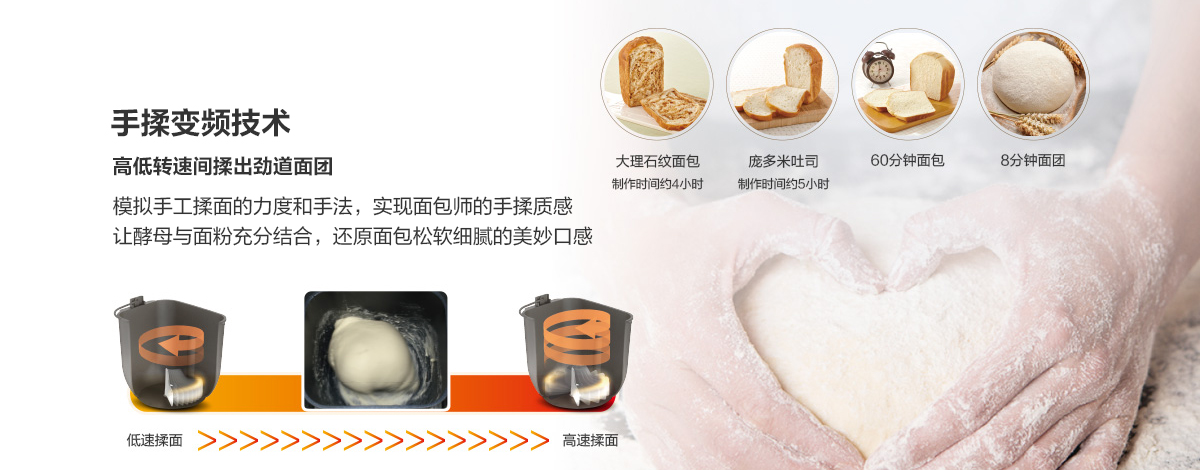 手揉变频技术
高低转速间揉出劲道面团
模拟手工揉面的力度和手法，实现面包师的手揉质感
让酵母与面粉充分结合，还原面包松软细腻的美妙口感
大理石纹面包
制作时间约4小时
庞多米吐司
制作时间约5小时
60分钟面包
8分钟面团
低速揉面
高速揉面